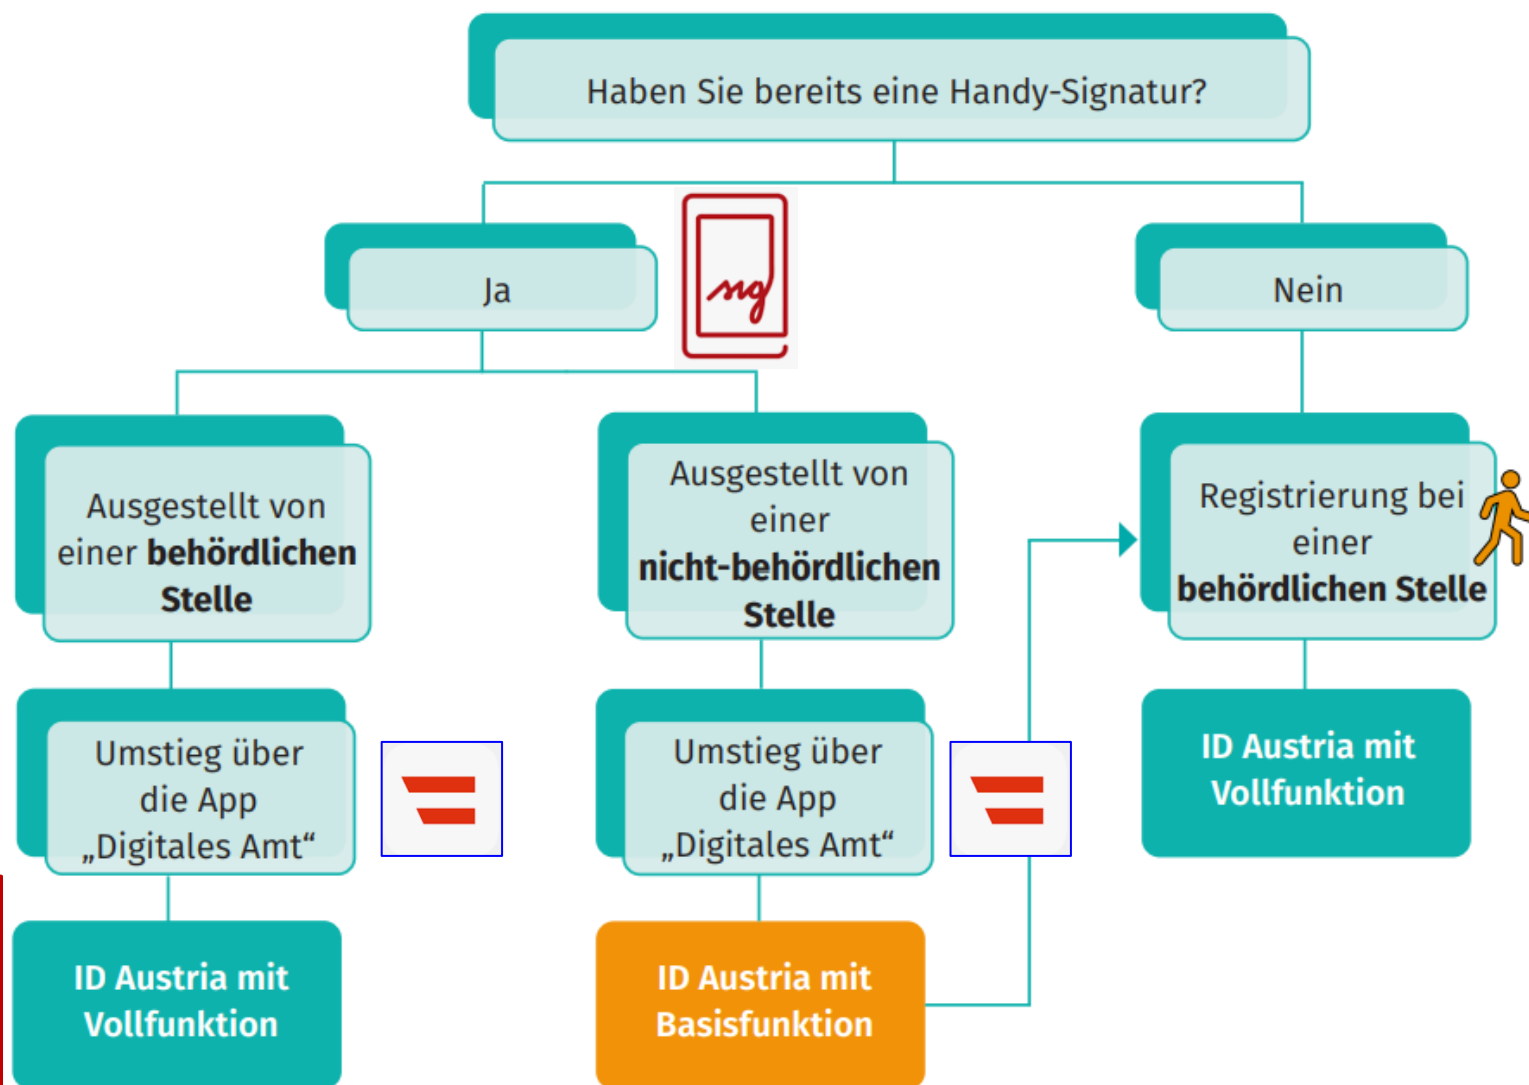 Haben Sie bereits eine Handy-Signatur?
Ja
sig
Nein
Ausgestellt von
einer behördlichen
Stelle
Ausgestellt von
einer
nicht-behördlichen
Stelle
Registrierung bei
einer
behördlichen Stelle
Umstieg über
die App
„Digitales Amt“
Umstieg über
die App
„Digitales Amt“
ID Austria mit
Vollfunktion
ID Austria mit
Vollfunktion
ID Austria mit
Basisfunktion